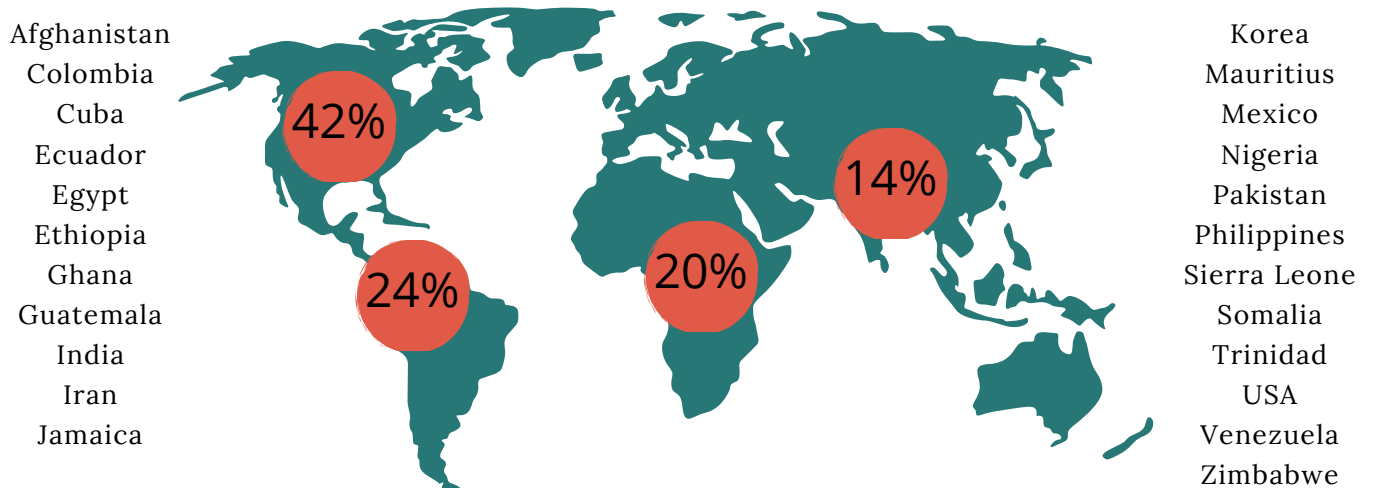 Afghanistan
Colombia
Cuba
Ecuador
Egypt
Ethiopia
Ghana
Guatemala
India
Iran
Jamaica
42%
24%
20%
14%
Korea
Mauritius
Mexico
Nigeria
Pakistan
Philippines
Sierra Leone
Somalia
Trinidad
USA
Venezuela
Zimbabwe